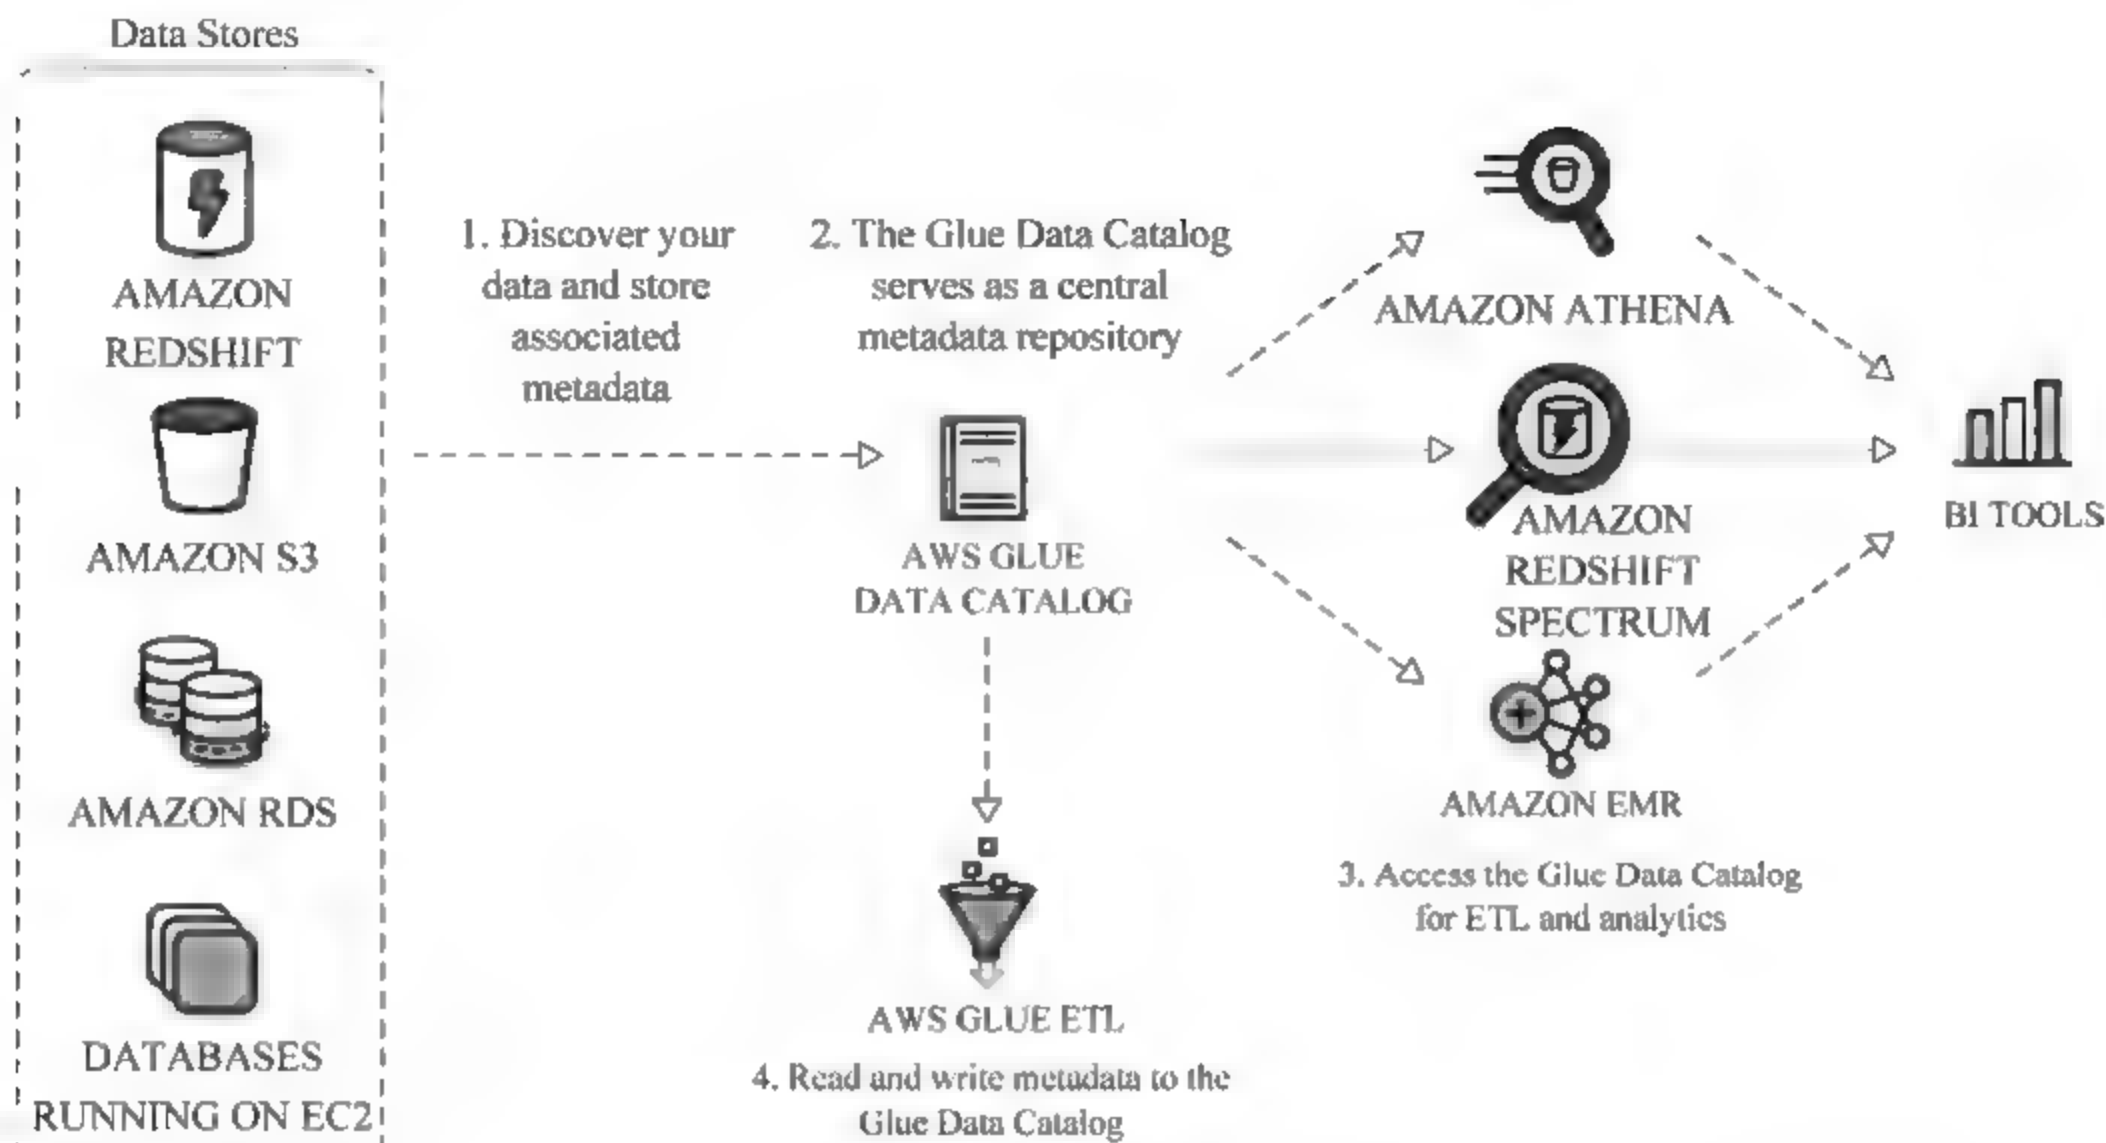 Data Stores
AMAZON
REDSHIFT
AMAZON S3
AMAZON RDS
DATABASES
RUNNING ON EC2
1. Discover your
data and store
associated
metadata
2. The Glue Data Catalog
serves as a central
metadata repository
AWS GLUE
DATA CATALOG
AWS GLUE ETL
4. Read and write metadata to the
Glue Data Catalog
AMAZON ATHENA
AMAZON
REDSHIFT
SPECTRUM
AMAZON EMR
3. Access the Glue Data Catalog
for ETL and analytics
BI TOOLS